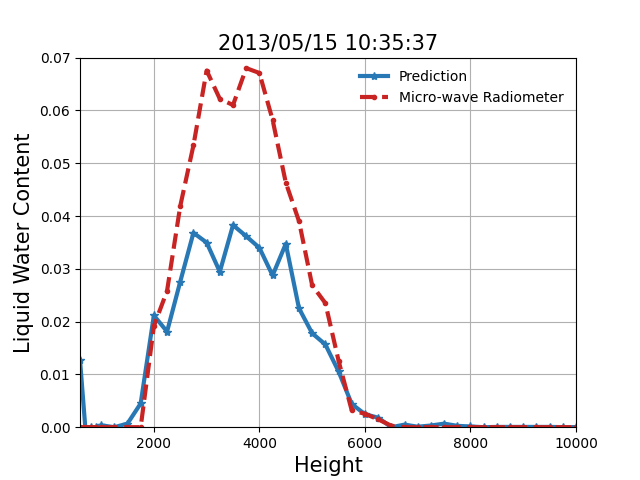 2013/05/15 10:35:37
Prediction
Micro-wave Radiometer
Liquid Water Content
0.07
0.06
0.05
0.04
0.03
0.02
0.01
0.00
2000 4000 6000 8000 10000
Height